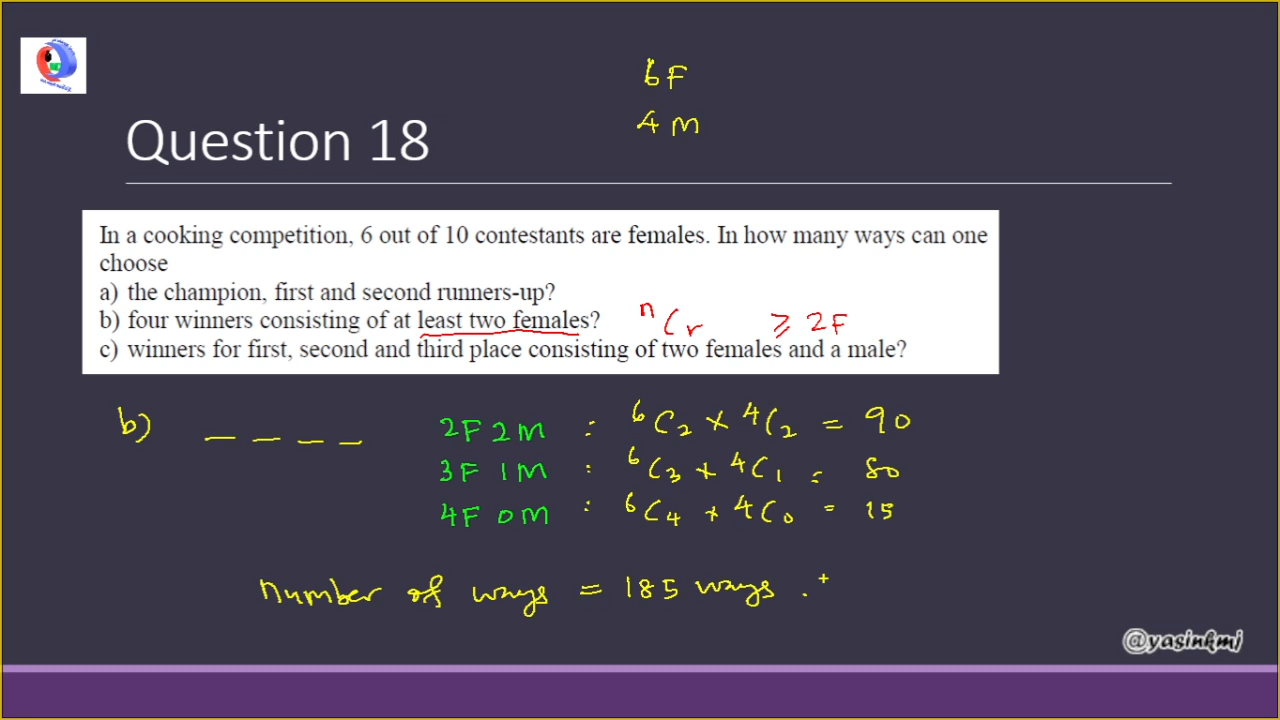 6F
4M
Question 18
In a cooking competition, 6 out of 10 contestants are females. In how many ways can one
choose
a) the champion, first and second runners-up?
b) four winners consisting of at least two females? nCr ≥ 2F
c) winners for first, second and third place consisting of two females and a male?
b) _ _ _ _ 2F 2M : 6C2 × 4C2 = 90
3F 1M : 6C3 × 4C1 = 80
4F 0M : 6C4 × 4C0 = 15
number of ways = 185 ways .
@yasinkmj